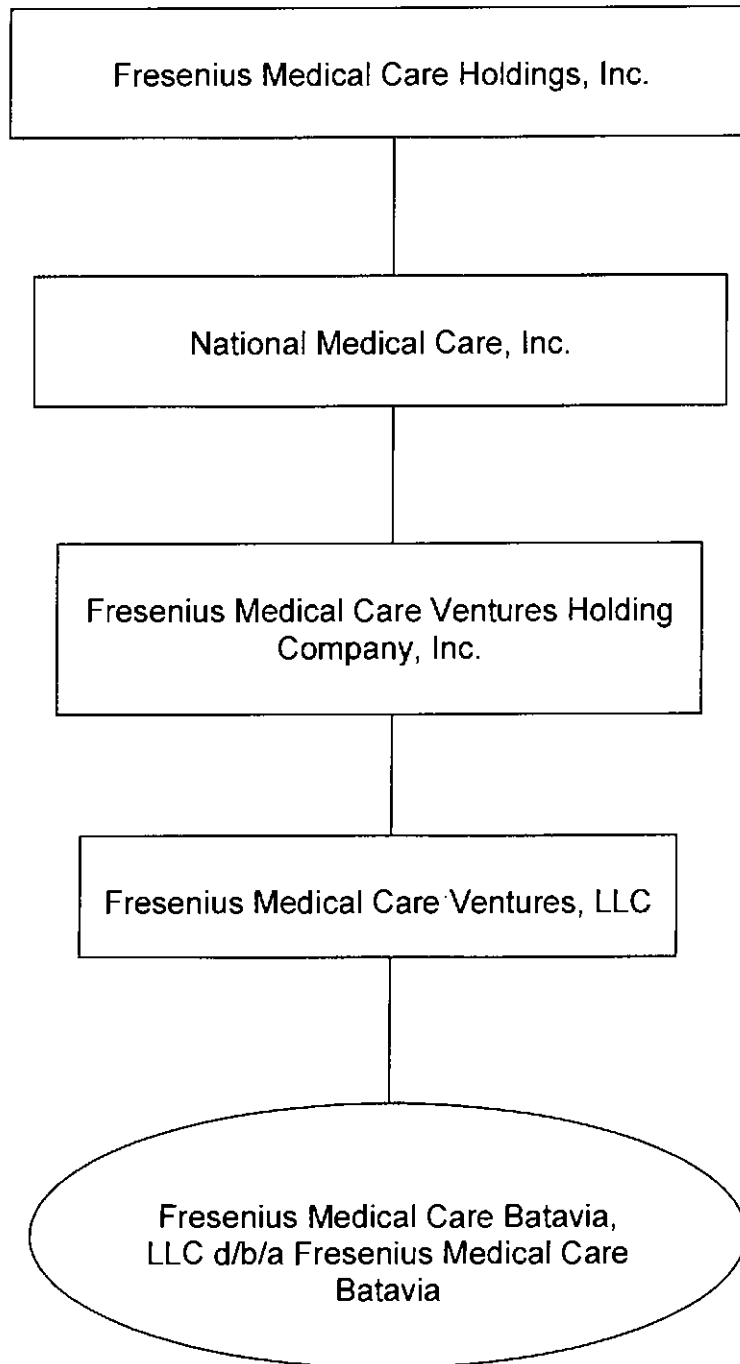 Fresenius Medical Care Holdings, Inc.
National Medical Care, Inc.
Fresenius Medical Care Ventures Holding
Company, Inc.
Fresenius Medical Care Ventures, LLC
Fresenius Medical Care Batavia,
LLC d/b/a Fresenius Medical Care
Batavia